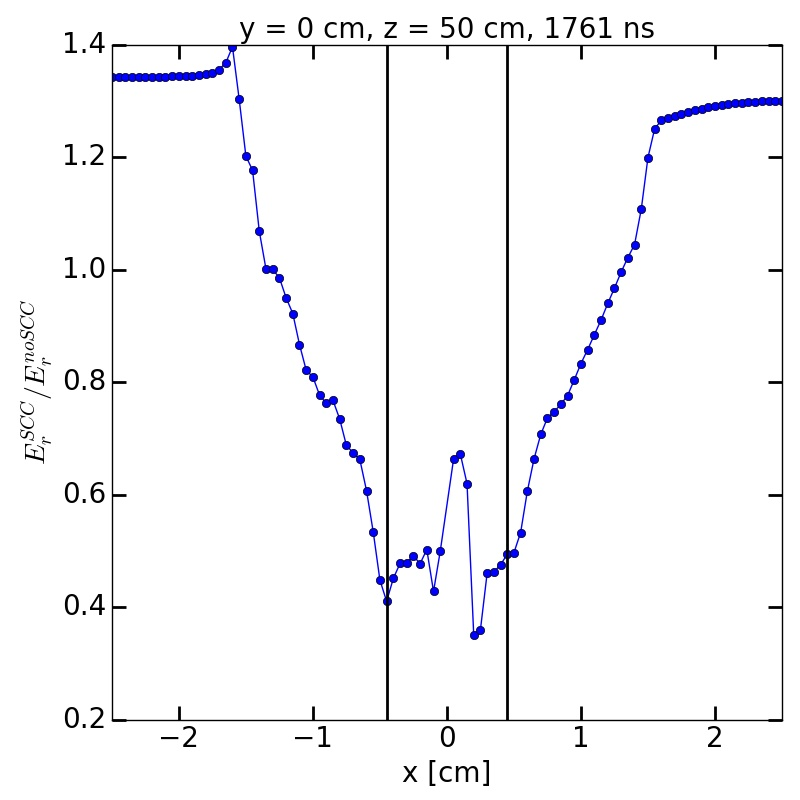 y = 0 cm, z = 50 cm, 1761 ns
1.4
1.2
1.0
0.8
0.6
0.4
0.2
E_r^{SCC} / E_r^{noSCC}
−2 −1 0 1 2
x [cm]